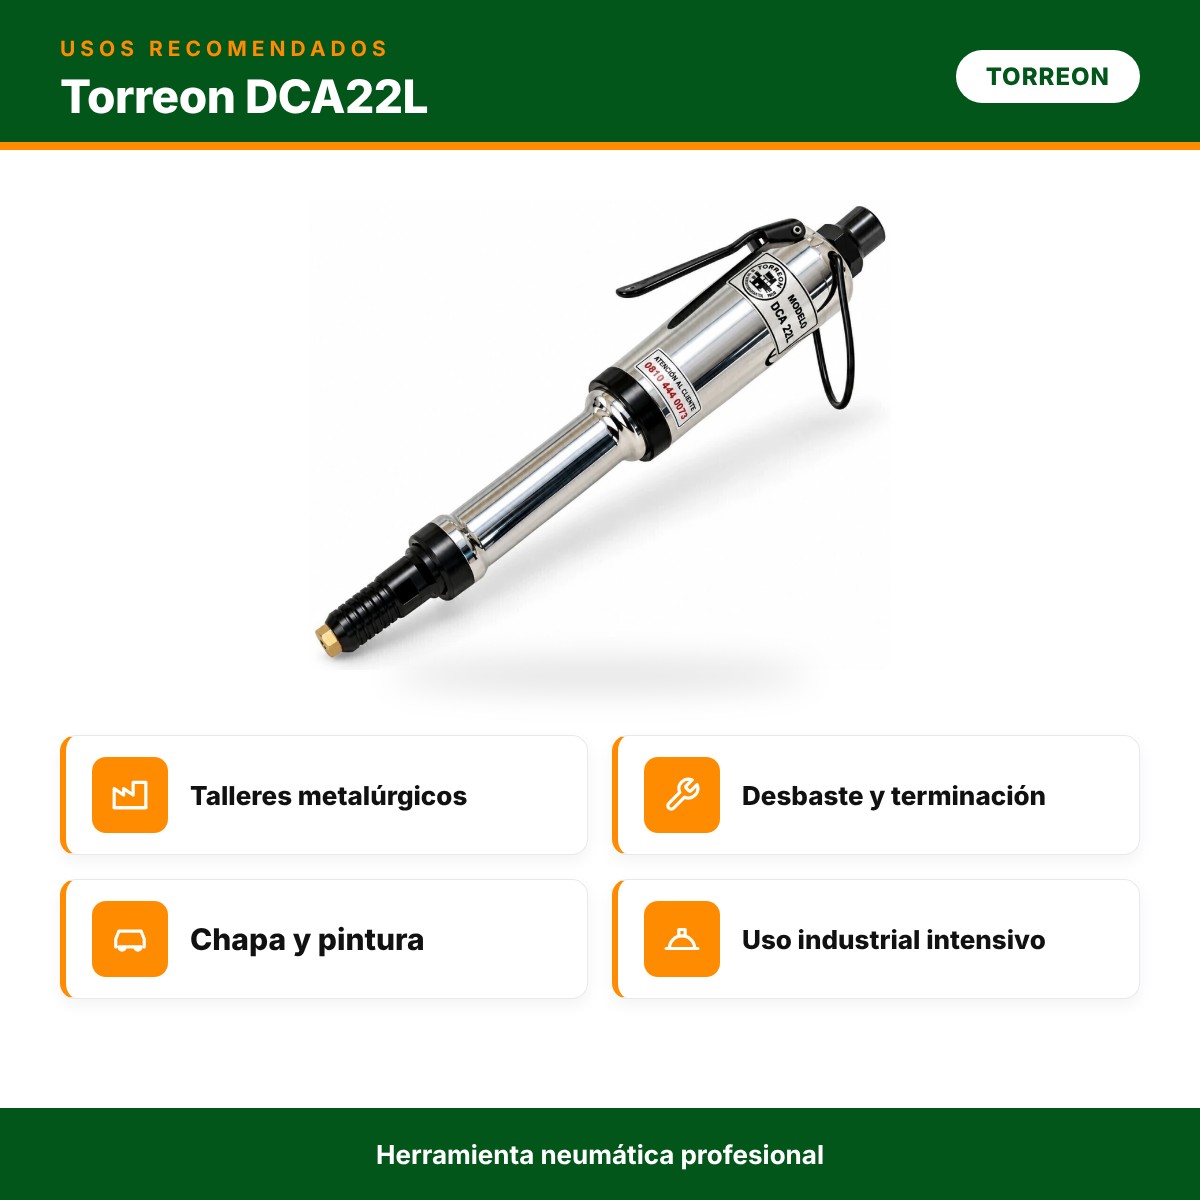 USOS RECOMENDADOS
Torreon DCA22L
TORREON
TORREON
MODELO
DCA 22L
ATENCIÓN AL CLIENTE
0810 444 0073
Talleres metalúrgicos
Desbaste y terminación
Chapa y pintura
Uso industrial intensivo
Herramienta neumática profesional